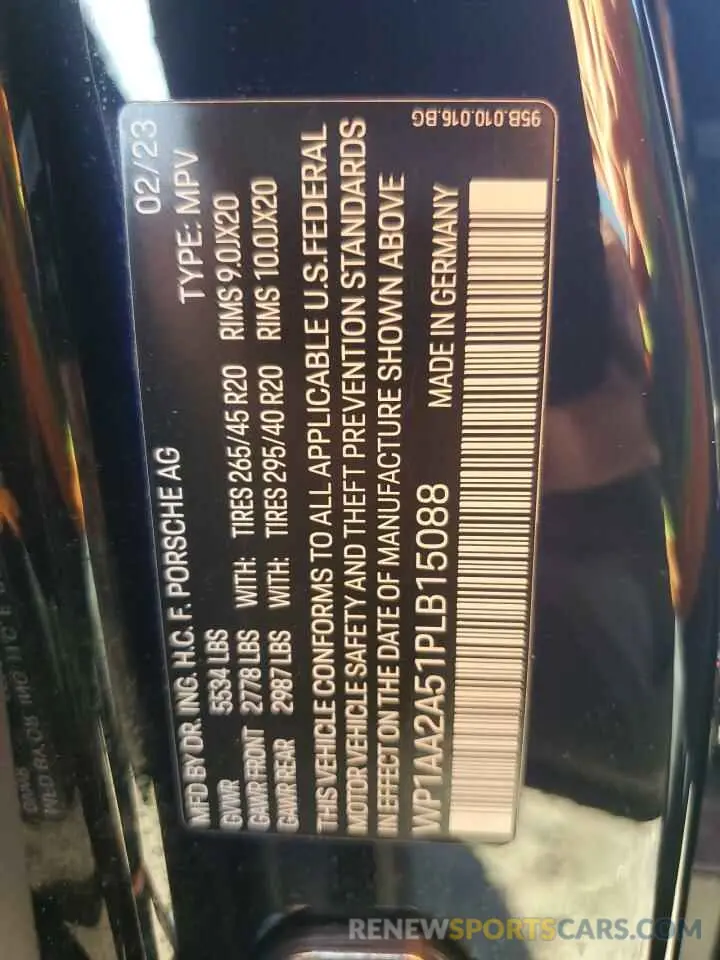 MFD BY DR. ING. H.C. F. PORSCHE AG 02/23
GVWR 5534 LBS TYPE: MPV
GAWR FRONT 2778 LBS WITH: TIRES 265/45 R20 RIMS 9.0JX20
GAWR REAR 2987 LBS WITH: TIRES 295/40 R20 RIMS 10.0JX20
THIS VEHICLE CONFORMS TO ALL APPLICABLE U.S. FEDERAL
MOTOR VEHICLE SAFETY AND THEFT PREVENTION STANDARDS
IN EFFECT ON THE DATE OF MANUFACTURE SHOWN ABOVE
WP1AA2A51PLB15088 MADE IN GERMANY
95B.010.016.BG
RENEWSPORTSCARS.COM